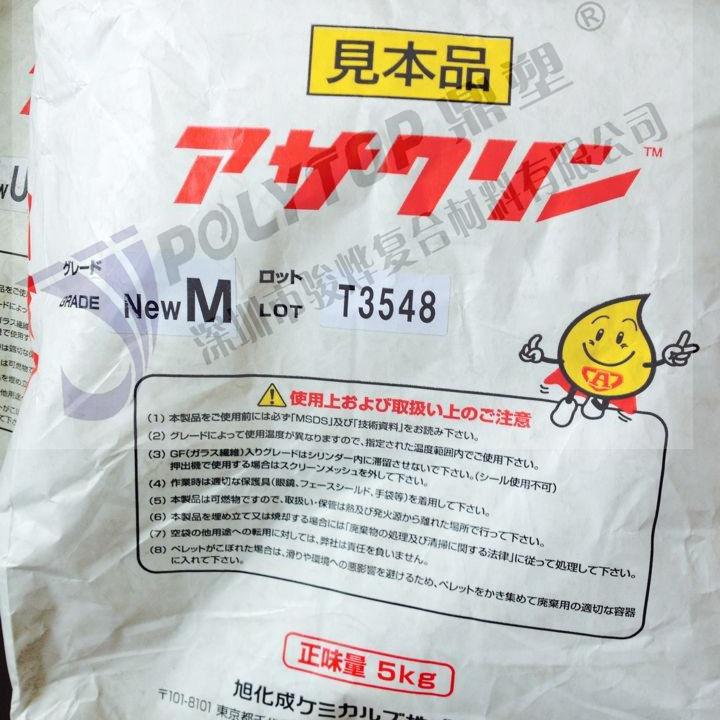 見本品
®
アサクリン™
グレード
GRADE
New M
ロット
LOT
T3548
POLYTOP 鼎塑
深圳市骏烨复合材料有限公司
A
使用上および取扱い上のご注意
(1) 本製品をご使用前には必ず「MSDS」及び「技術資料」をお読み下さい。
(2) グレードによって使用温度が異なりますので、指定された温度範囲内でご使用下さい。
(3) GF(ガラス繊維)入りグレードはシリンダー内に滞留させないで下さい。(シール使用不可)
押出機で使用する場合はスクリーンメッシュを外して下さい。
(4) 作業時は適切な保護具(眼鏡、フェースシールド、手袋等)を着用して下さい。
(5) 本製品は可燃物ですので、取扱い・保管は熱及び発火源から離れた場所で行って下さい。
(6) 本製品を埋め立て又は焼却する場合には「廃棄物の処理及び清掃に関する法律」に従って処理して下さい。
(7) 空袋の他用途への転用に対しては、弊社は責任を負いません。
(8) ペレットがこぼれた場合は、滑りや環境への悪影響を避けるため、ペレットをかき集めて廃棄用の適切な容器
に入れて下さい。
正味量 5kg
旭化成ケミカルズ
〒101-8101 東京都千代